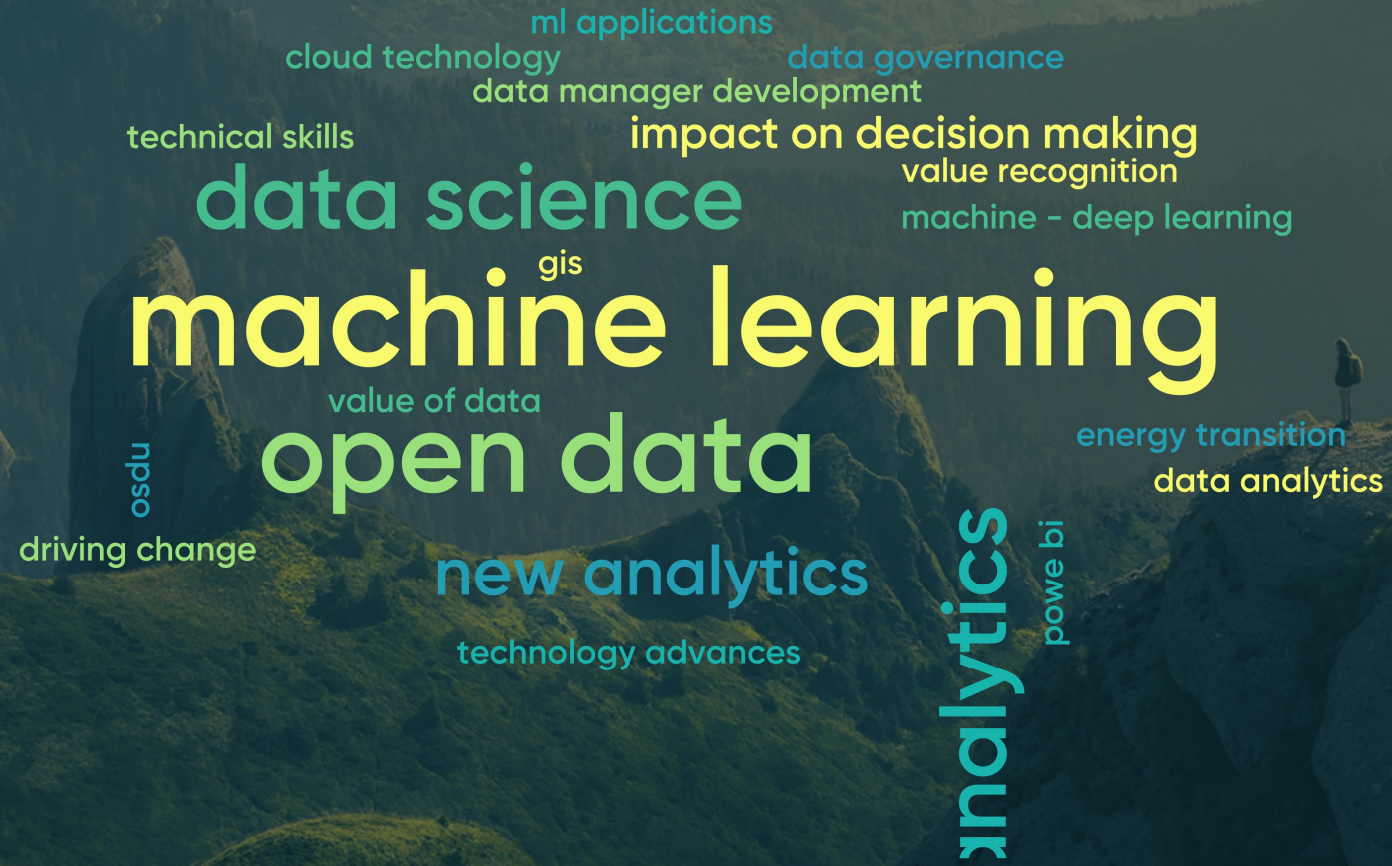 ml applications
cloud technology
data governance
data manager development
technical skills
impact on decision making
value recognition
data science
machine - deep learning
gis
machine learning
value of data
open data
energy transition
osdu
data analytics
driving change
new analytics
analytics
powe bi
technology advances